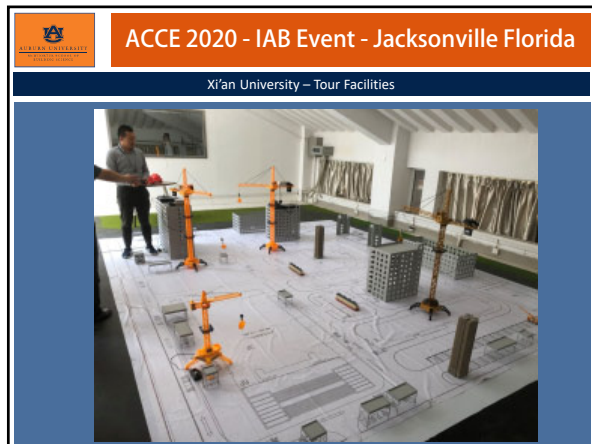 AUBURN UNIVERSITY
ACCE 2020 - IAB Event - Jacksonville Florida
Xi'an University – Tour Facilities